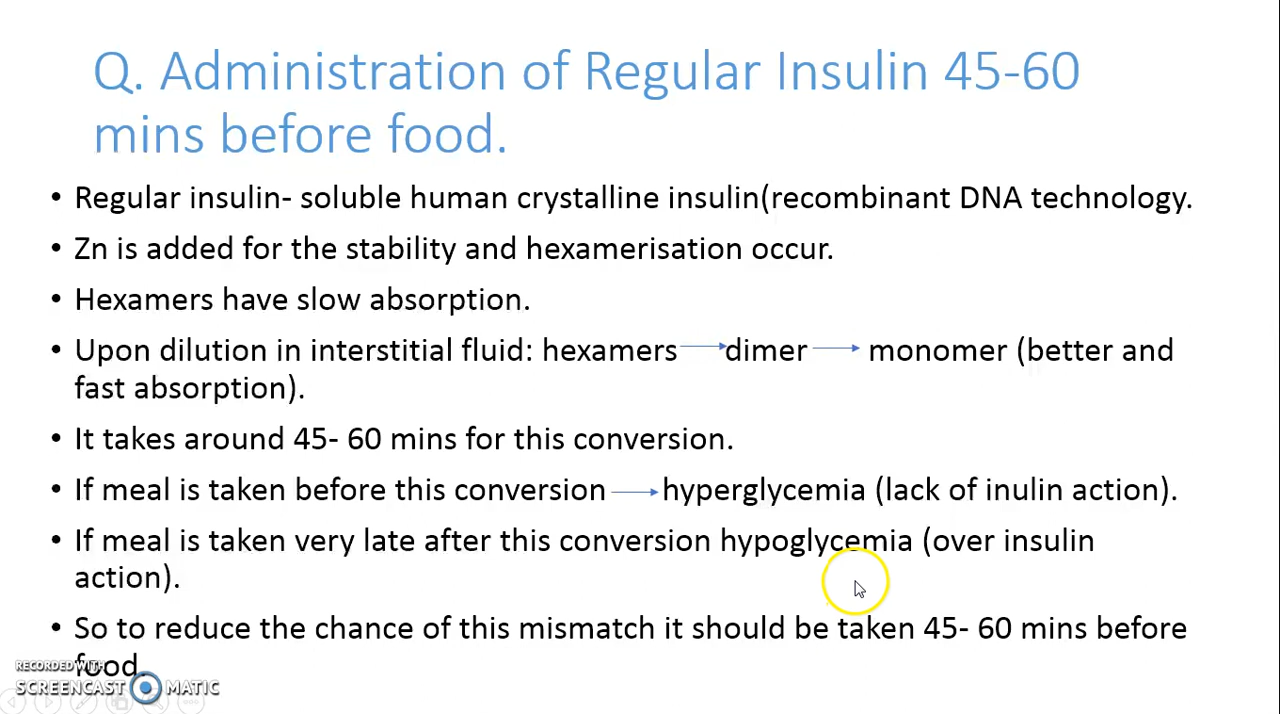 Q. Administration of Regular Insulin 45-60
mins before food.
• Regular insulin- soluble human crystalline insulin(recombinant DNA technology.
• Zn is added for the stability and hexamerisation occur.
• Hexamers have slow absorption.
• Upon dilution in interstitial fluid: hexamers → dimer → monomer (better and
fast absorption).
• It takes around 45- 60 mins for this conversion.
• If meal is taken before this conversion → hyperglycemia (lack of inulin action).
• If meal is taken very late after this conversion hypoglycemia (over insulin
action).
• So to reduce the chance of this mismatch it should be taken 45- 60 mins before
food.
RECORDED WITH
SCREENCAST MATIC